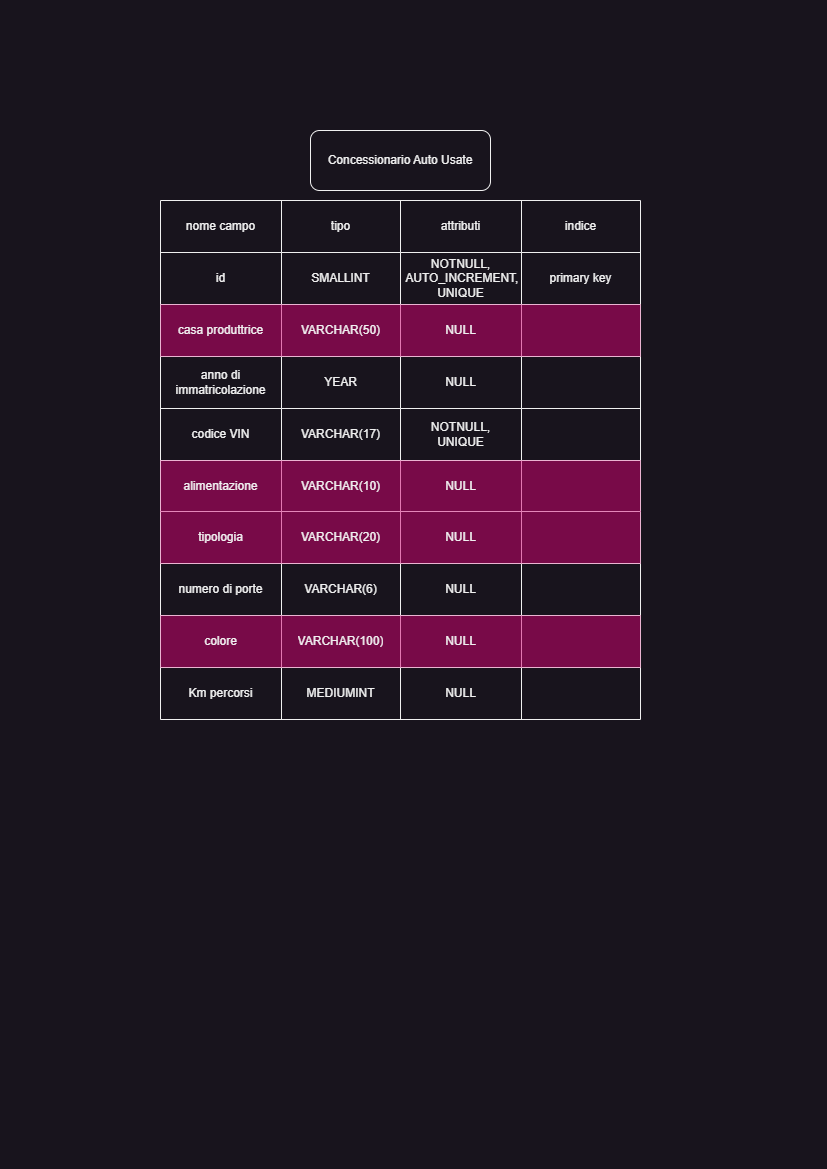 Concessionario Auto Usate
nome campo tipo attributi indice
id SMALLINT NOTNULL,
AUTO_INCREMENT,
UNIQUE primary key
casa produttrice VARCHAR(50) NULL
anno di
immatricolazione YEAR NULL
codice VIN VARCHAR(17) NOTNULL,
UNIQUE
alimentazione VARCHAR(10) NULL
tipologia VARCHAR(20) NULL
numero di porte VARCHAR(6) NULL
colore VARCHAR(100) NULL
Km percorsi MEDIUMINT NULL